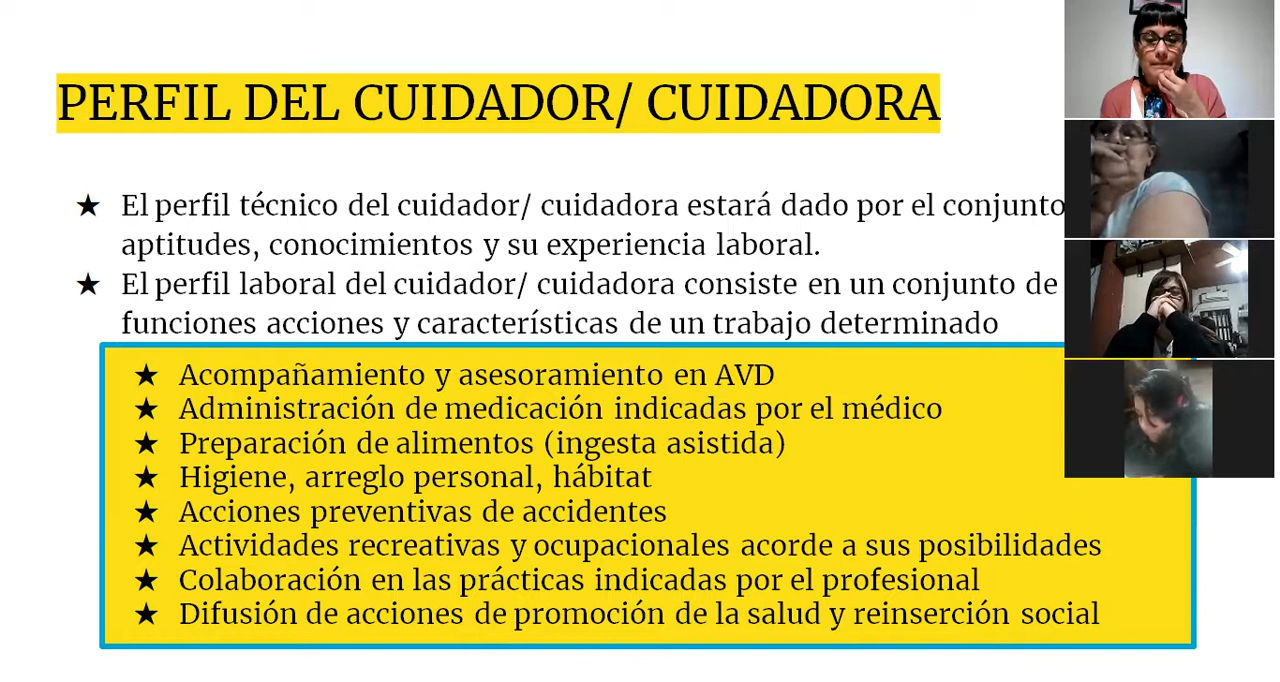 PERFIL DEL CUIDADOR/ CUIDADORA
★ El perfil técnico del cuidador/ cuidadora estará dado por el conjunto
aptitudes, conocimientos y su experiencia laboral.
★ El perfil laboral del cuidador/ cuidadora consiste en un conjunto de
funciones acciones y características de un trabajo determinado
★ Acompañamiento y asesoramiento en AVD
★ Administración de medicación indicadas por el médico
★ Preparación de alimentos (ingesta asistida)
★ Higiene, arreglo personal, hábitat
★ Acciones preventivas de accidentes
★ Actividades recreativas y ocupacionales acorde a sus posibilidades
★ Colaboración en las prácticas indicadas por el profesional
★ Difusión de acciones de promoción de la salud y reinserción social